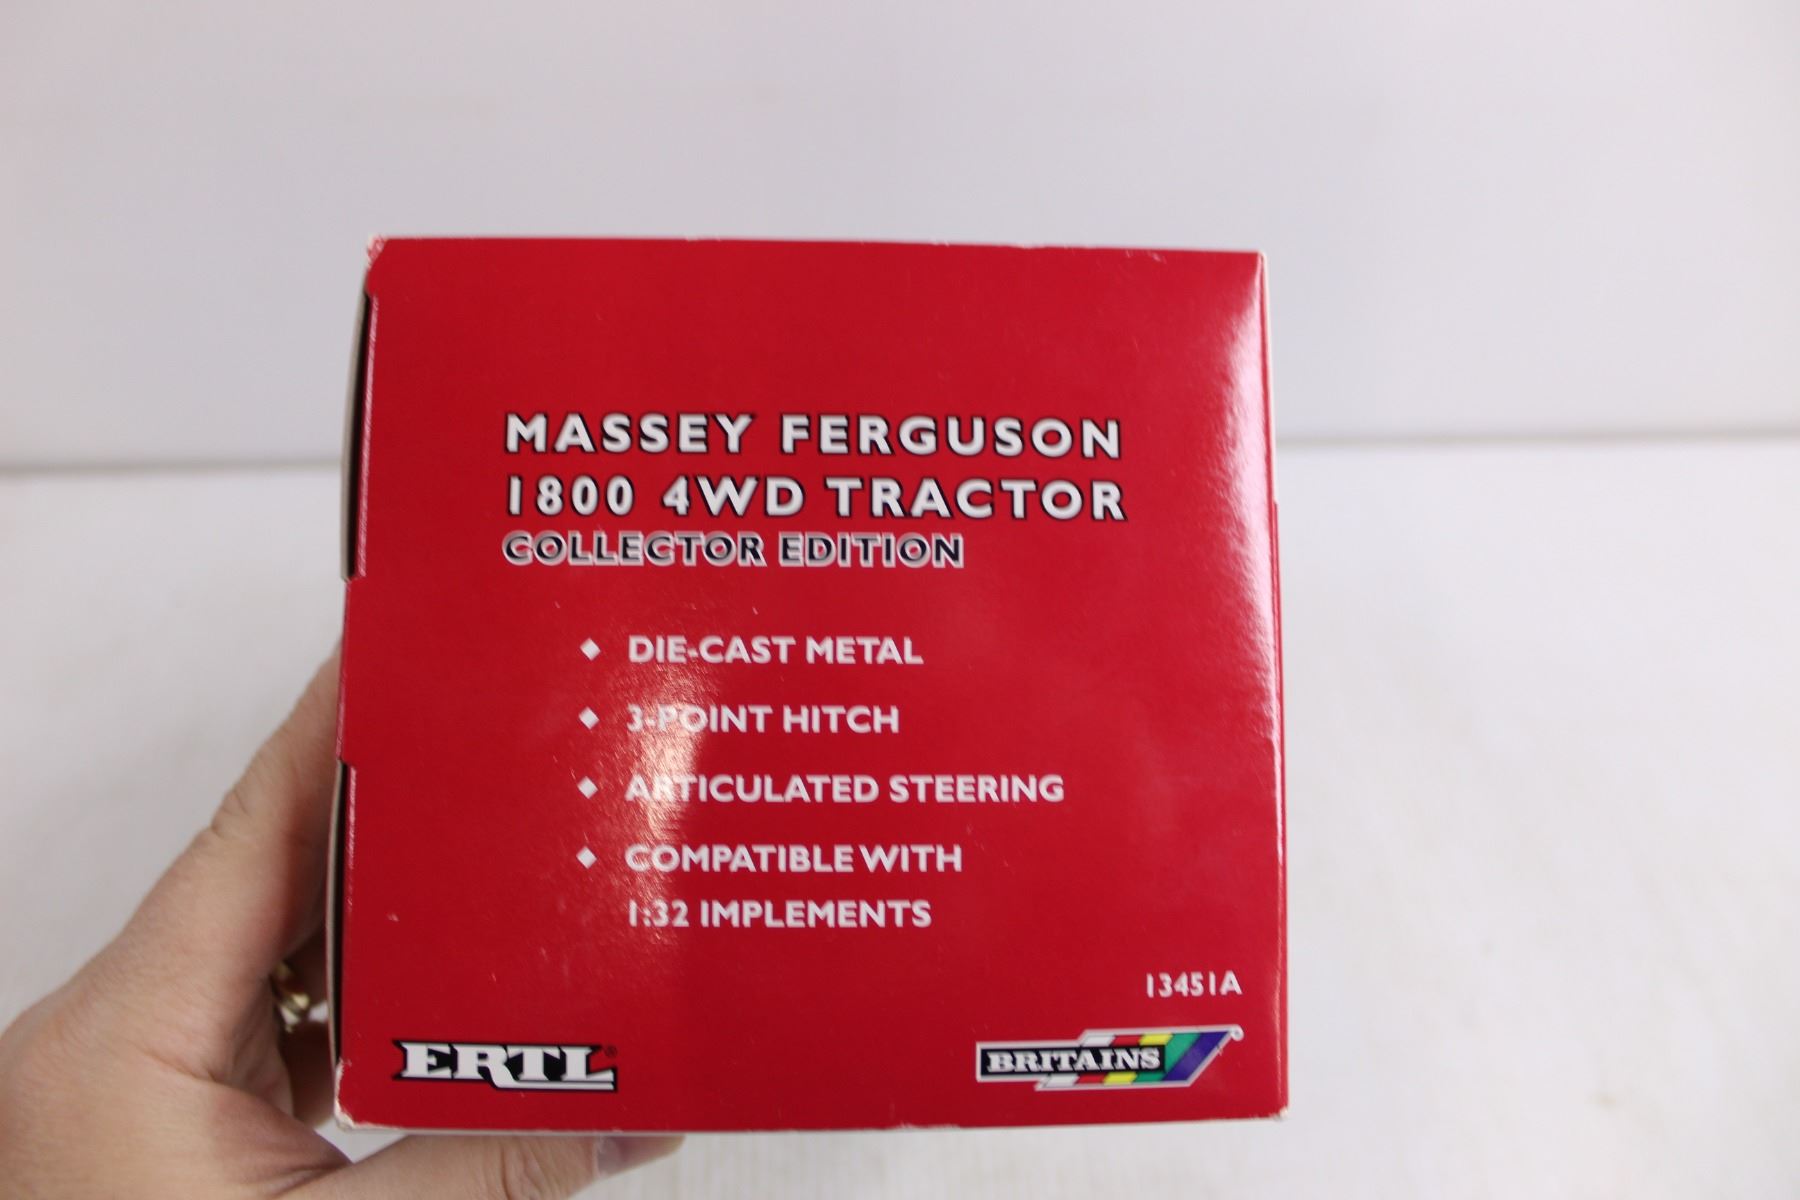 MASSEY FERGUSON
1800 4WD TRACTOR
COLLECTOR EDITION
◆ DIE-CAST METAL
◆ 3-POINT HITCH
◆ ARTICULATED STEERING
◆ COMPATIBLE WITH
1:32 IMPLEMENTS
13451A
ERTL®
BRITAINS